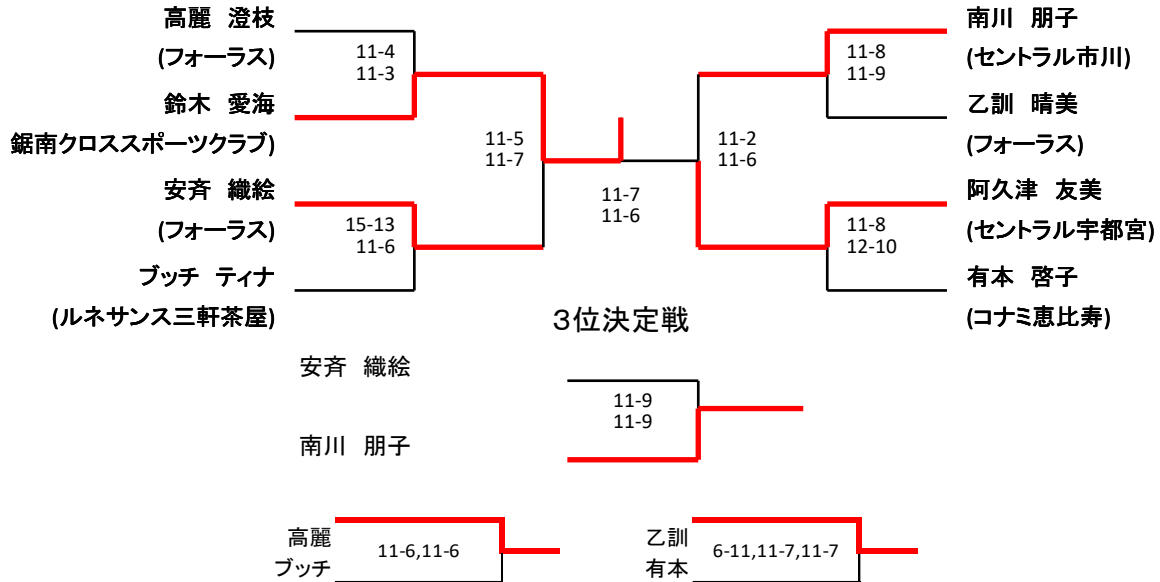 高麗 澄枝
(フォーラス)
11-4
11-3
鈴木 愛海
鋸南クロススポーツクラブ)
11-5
11-7
安斉 織絵
(フォーラス)
15-13
11-6
ブッチ ティナ
(ルネサンス三軒茶屋)
11-7
11-6
南川 朋子
(セントラル市川)
11-8
11-9
乙訓 晴美
(フォーラス)
11-2
11-6
阿久津 友美
(セントラル宇都宮)
11-8
12-10
有本 啓子
(コナミ恵比寿)
3位決定戦
安斉 織絵
11-9
11-9
南川 朋子
高麗
11-6,11-6
ブッチ
乙訓
6-11,11-7,11-7
有本